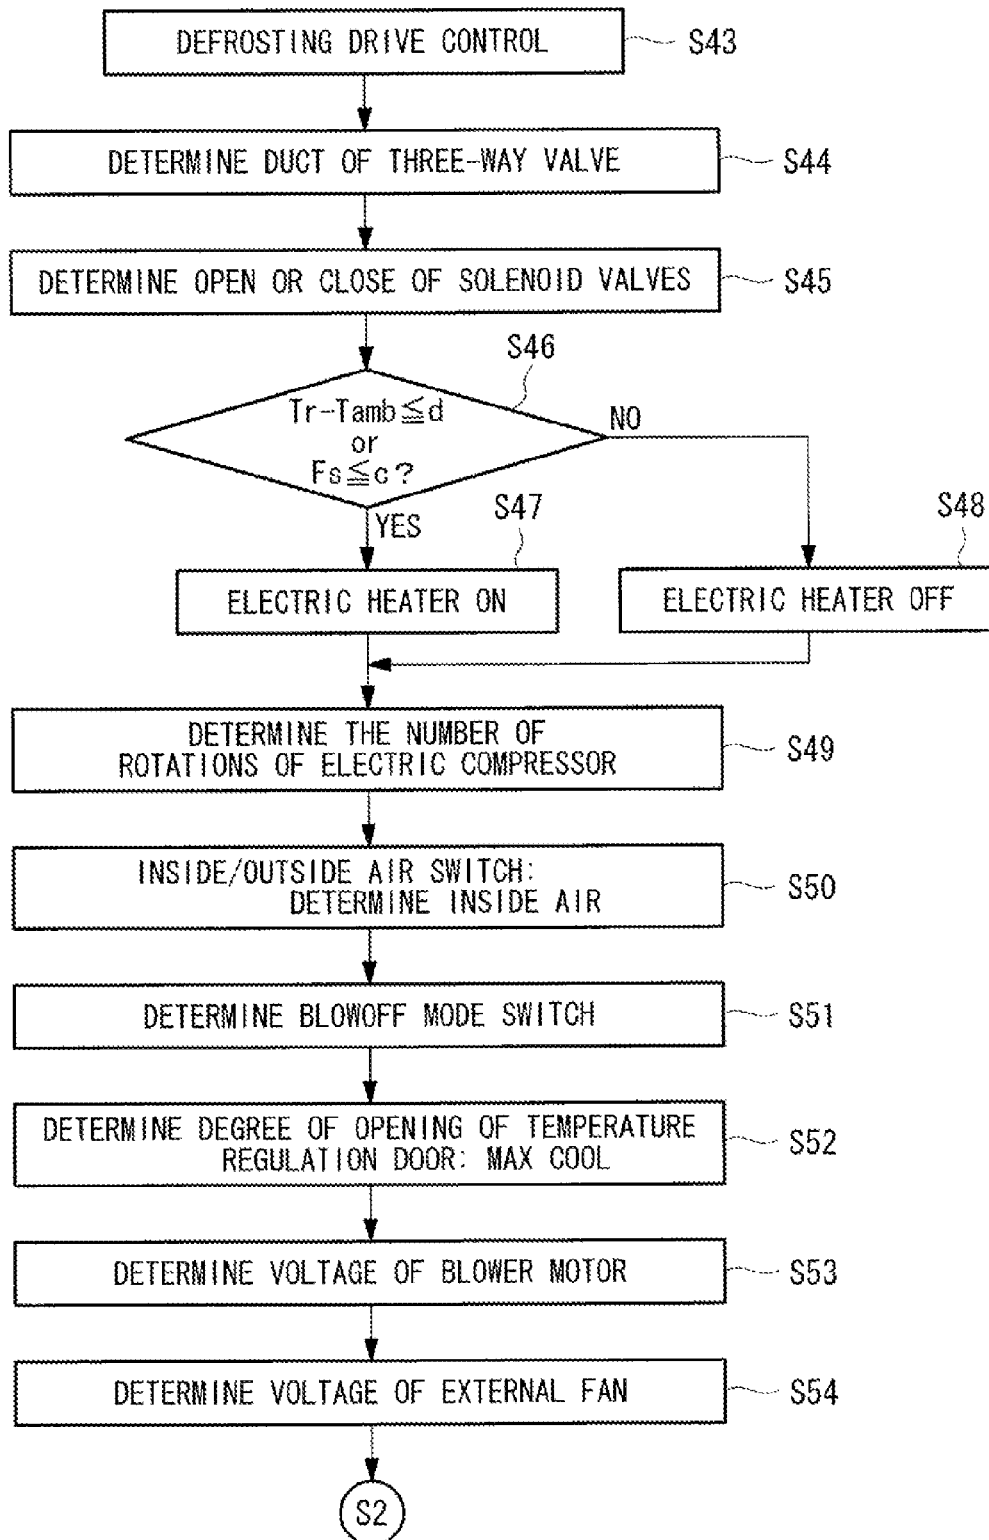 DEFROSTING DRIVE CONTROL
S43
DETERMINE DUCT OF THREE-WAY VALVE
S44
DETERMINE OPEN OR CLOSE OF SOLENOID VALVES
S45
S46
Tr-Tamb≦d
or
Fs≦c?
NO
YES
S47
S48
ELECTRIC HEATER ON
ELECTRIC HEATER OFF
DETERMINE THE NUMBER OF
ROTATIONS OF ELECTRIC COMPRESSOR
S49
INSIDE/OUTSIDE AIR SWITCH:
DETERMINE INSIDE AIR
S50
DETERMINE BLOWOFF MODE SWITCH
S51
DETERMINE DEGREE OF OPENING OF TEMPERATURE
REGULATION DOOR: MAX COOL
S52
DETERMINE VOLTAGE OF BLOWER MOTOR
S53
DETERMINE VOLTAGE OF EXTERNAL FAN
S54
S2